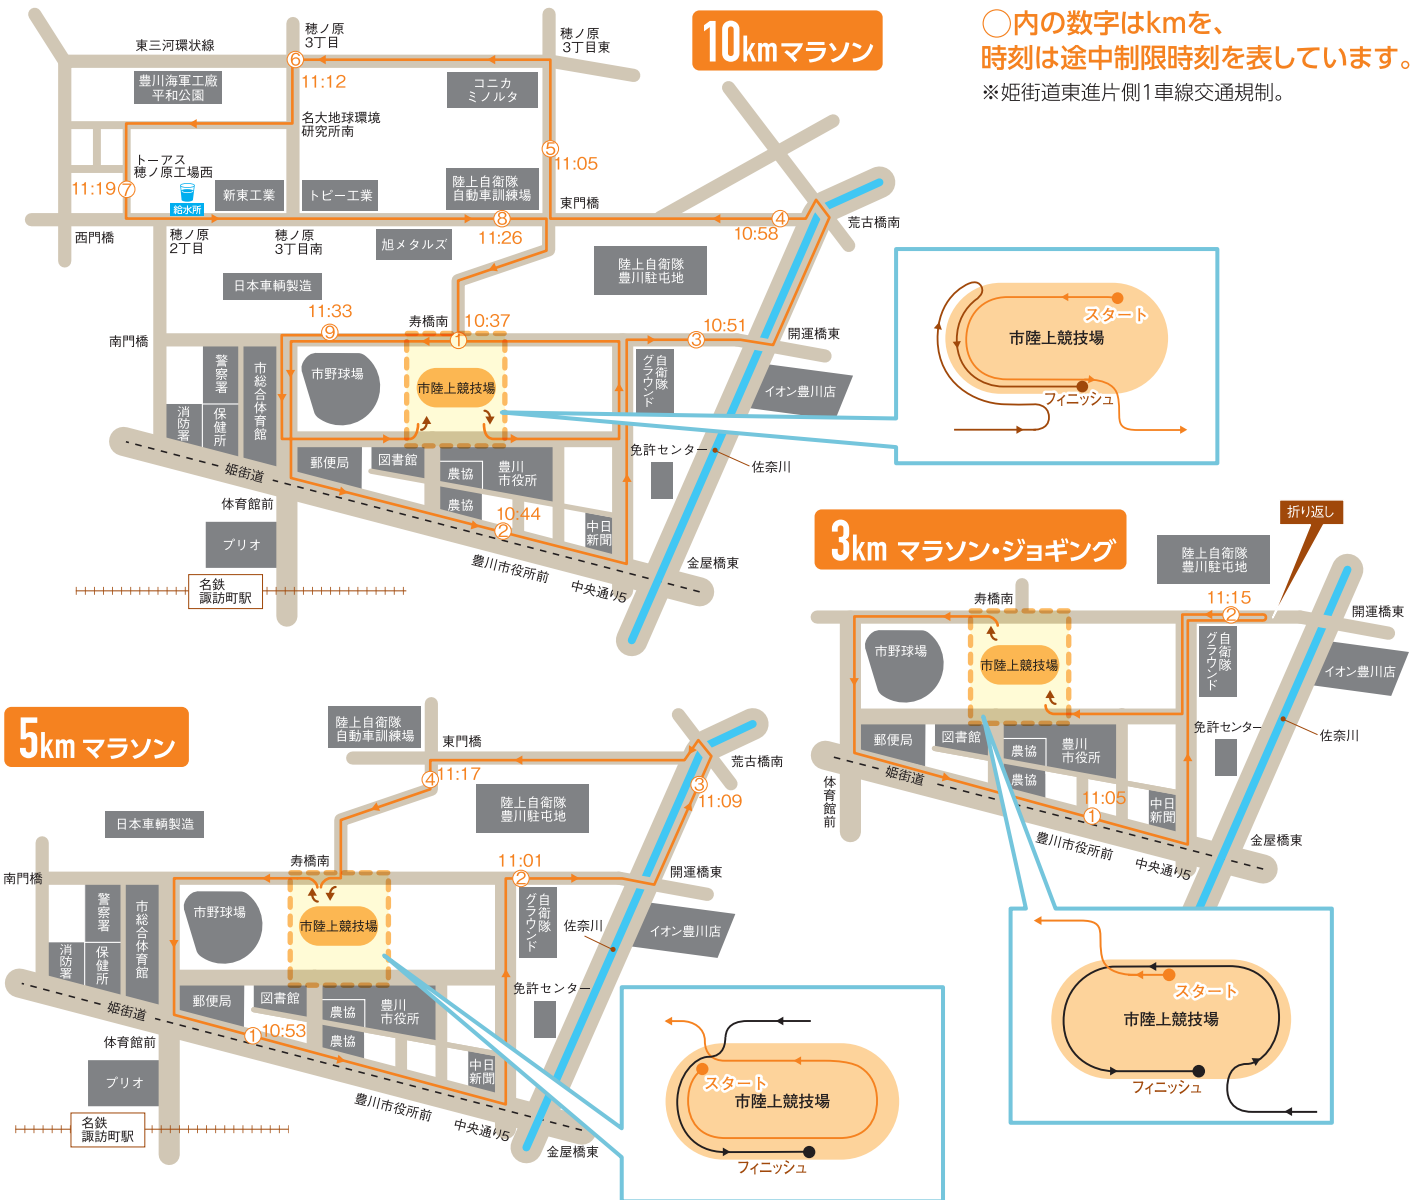 10kmマラソン
○内の数字はkmを、
時刻は途中制限時刻を表しています。
※姫街道東進片側1車線交通規制。
東三河環状線
穂ノ原
3丁目
穂ノ原
3丁目東
⑥
11:12
豊川海軍工廠
平和公園
コニカ
ミノルタ
名大地球環境
研究所南
⑤
11:05
トーアス
穂ノ原工場西
11:19
⑦
給水所
新東工業
トピー工業
陸上自衛隊
自動車訓練場
東門橋
⑧
11:26
④
10:58
荒古橋南
西門橋
穂ノ原
2丁目
穂ノ原
3丁目南
旭メタルズ
陸上自衛隊
豊川駐屯地
日本車輌製造
11:33
⑨
寿橋南
10:37
①
10:51
③
開運橋東
南門橋
警察署
市総合体育館
市野球場
市陸上競技場
自衛隊
グラウンド
イオン豊川店
消防署
保健所
郵便局
図書館
農協
豊川
市役所
農協
免許センター
佐奈川
姫街道
体育館前
10:44
②
中日
新聞
プリオ
豊川市役所前
中央通り5
金屋橋東
名鉄
諏訪町駅
スタート
市陸上競技場
フィニッシュ
3km マラソン・ジョギング
折り返し
陸上自衛隊
豊川駐屯地
寿橋南
11:15
②
開運橋東
市野球場
市陸上競技場
自衛隊
グラウンド
イオン豊川店
郵便局
図書館
農協
豊川
市役所
農協
免許センター
佐奈川
姫街道
体育館前
11:05
①
中日
新聞
豊川市役所前
中央通り5
金屋橋東
スタート
市陸上競技場
フィニッシュ
5kmマラソン
陸上自衛隊
自動車訓練場
東門橋
④
11:17
荒古橋南
③
11:09
陸上自衛隊
豊川駐屯地
日本車輌製造
寿橋南
11:01
②
開運橋東
南門橋
警察署
市総合体育館
市野球場
市陸上競技場
自衛隊
グラウンド
佐奈川
イオン豊川店
消防署
保健所
郵便局
図書館
農協
豊川
市役所
農協
免許センター
姫街道
体育館前
①
10:53
中日
新聞
プリオ
豊川市役所前
中央通り5
金屋橋東
名鉄
諏訪町駅
スタート
市陸上競技場
フィニッシュ